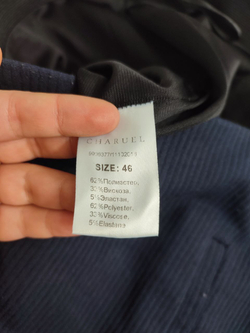 CHARUEL
SIZE: 46
62%Полиэстер,
33%Вискоза,
5%Эластан,
62%Polyester,
33%Viscose,
5%Elastane